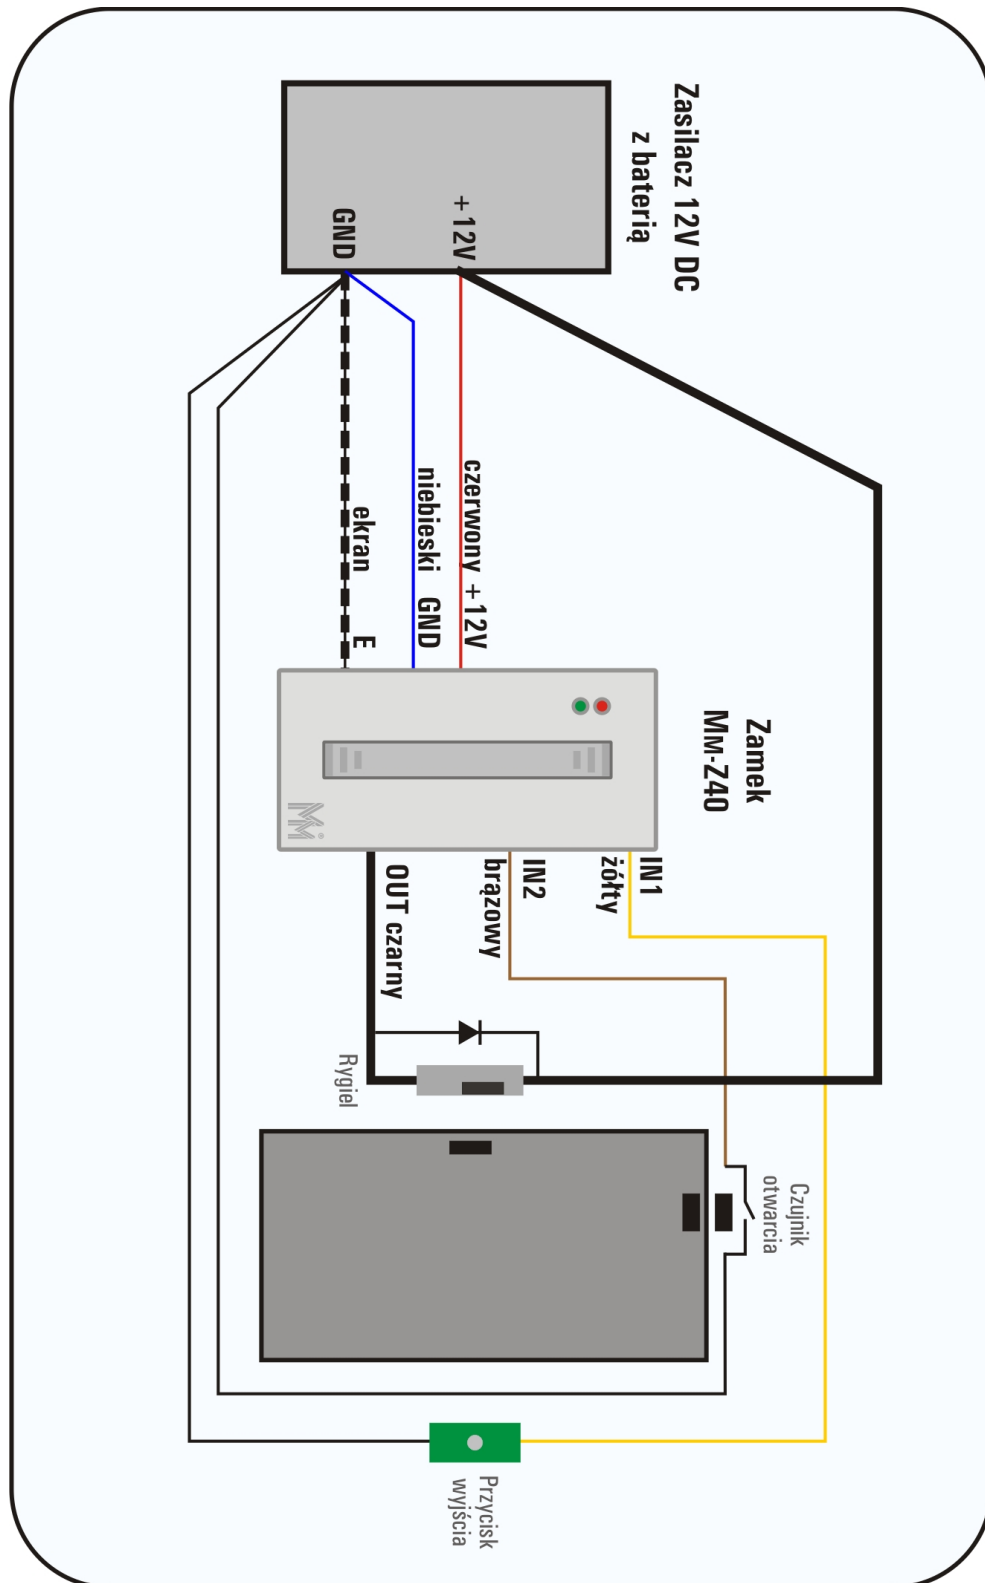 Zasilacz 12V DC
z baterią
+12V
GND
czerwony +12V
niebieski GND
ekran E
Zamek
MM-Z40
MM®
IN1
żółty
IN2
brązowy
OUT czarny
Rygiel
Czujnik
otwarcia
Przycisk
wyjścia